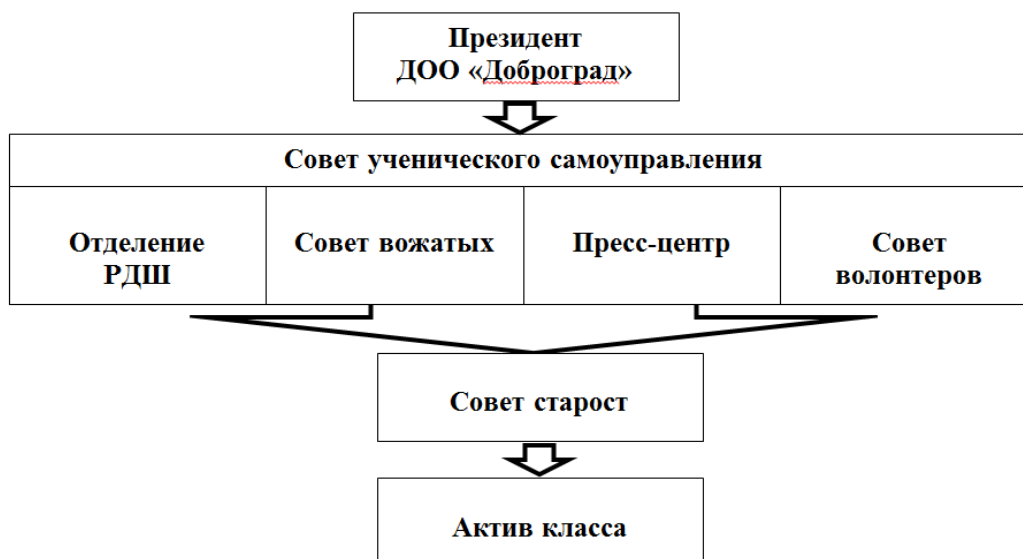 Президент
ДОО «Доброград»
Совет ученического самоуправления
Отделение
РДШ
Совет вожатых
Пресс-центр
Совет
волонтеров
Совет старост
Актив класса